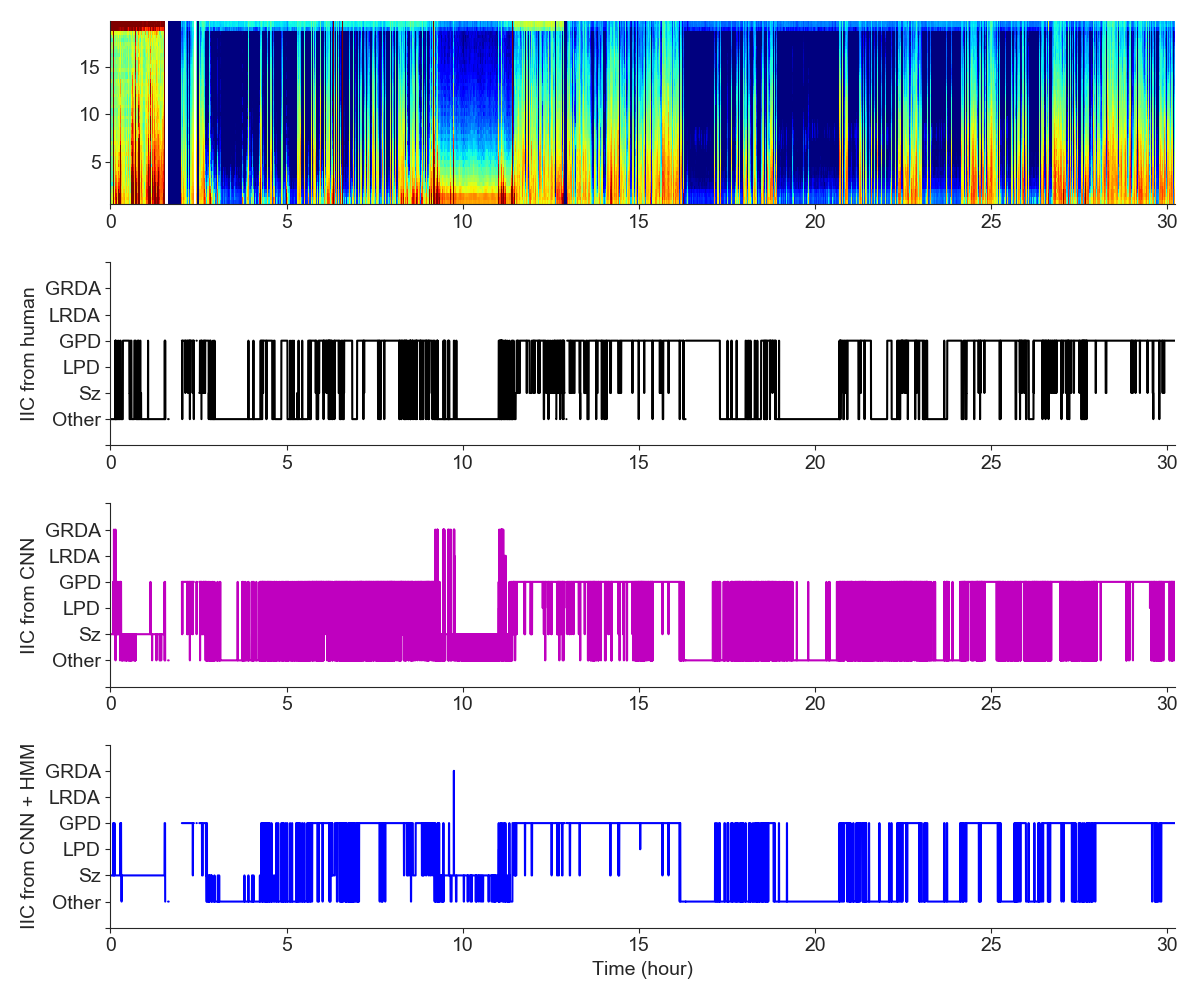 15
10
5
0 5 10 15 20 25 30
IIC from human
GRDA
LRDA
GPD
LPD
Sz
Other
0 5 10 15 20 25 30
IIC from CNN
GRDA
LRDA
GPD
LPD
Sz
Other
0 5 10 15 20 25 30
IIC from CNN + HMM
GRDA
LRDA
GPD
LPD
Sz
Other
0 5 10 15 20 25 30
Time (hour)